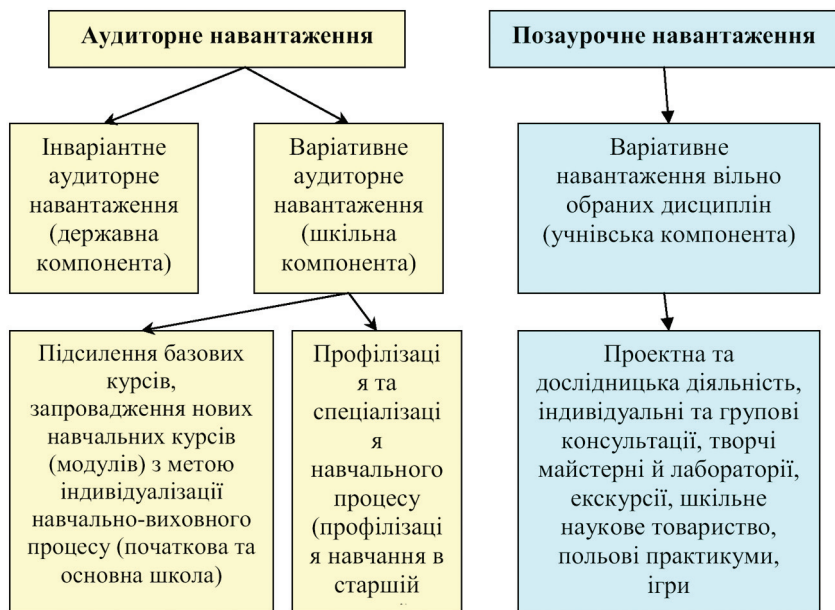 Аудиторне навантаження
Позаурочне навантаження
Інваріантне
аудиторне
навантаження
(державна
компонента)
Варіативне
аудиторне
навантаження
(шкільна
компонента)
Варіативне
навантаження вільно
обраних дисциплін
(учнівська компонента)
Підсилення базових
курсів,
запровадження нових
навчальних курсів
(модулів) з метою
індивідуалізації
навчально-виховного
процесу (початкова та
основна школа)
Профілізаці
я та
спеціалізаці
я
навчального
процесу
(профілізаці
я навчання в
старшій
Проектна та
дослідницька діяльність,
індивідуальні та групові
консультації, творчі
майстерні й лабораторії,
екскурсії, шкільне
наукове товариство,
польові практикуми,
ігри